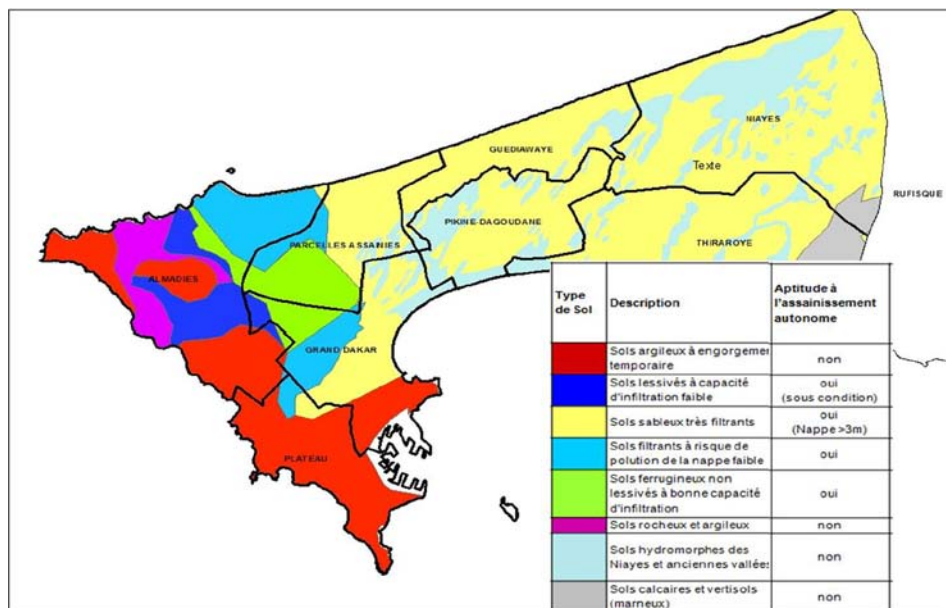 NIAYES
GUEDIAWAYE
Texte
RUFISQUE
PIKINE-DAGOUDANE
PARCELLES ASSAINIES
THIRAROYE
ALMADIES
GRAND DAKAR
PLATEAU
Type de Sol
Description
Aptitude à l'assainissement autonome
Sols argileux à engorgemer
temporaire
non
Sols lessivés à capacité
d'infiltration faible
oui
(sous condition)
Sols sableux très filtrants
oui
(Nappe >3m)
Sols filtrants à risque de
polution de la nappe faible
oui
Sols ferrugineux non
lessivés à bonne capacité
d'infiltration
oui
Sols rocheux et argileux
non
Sols hydromorphes des
Niayes et anciennes vallées
non
Sols calcaires et vertisols
(marneux)
non